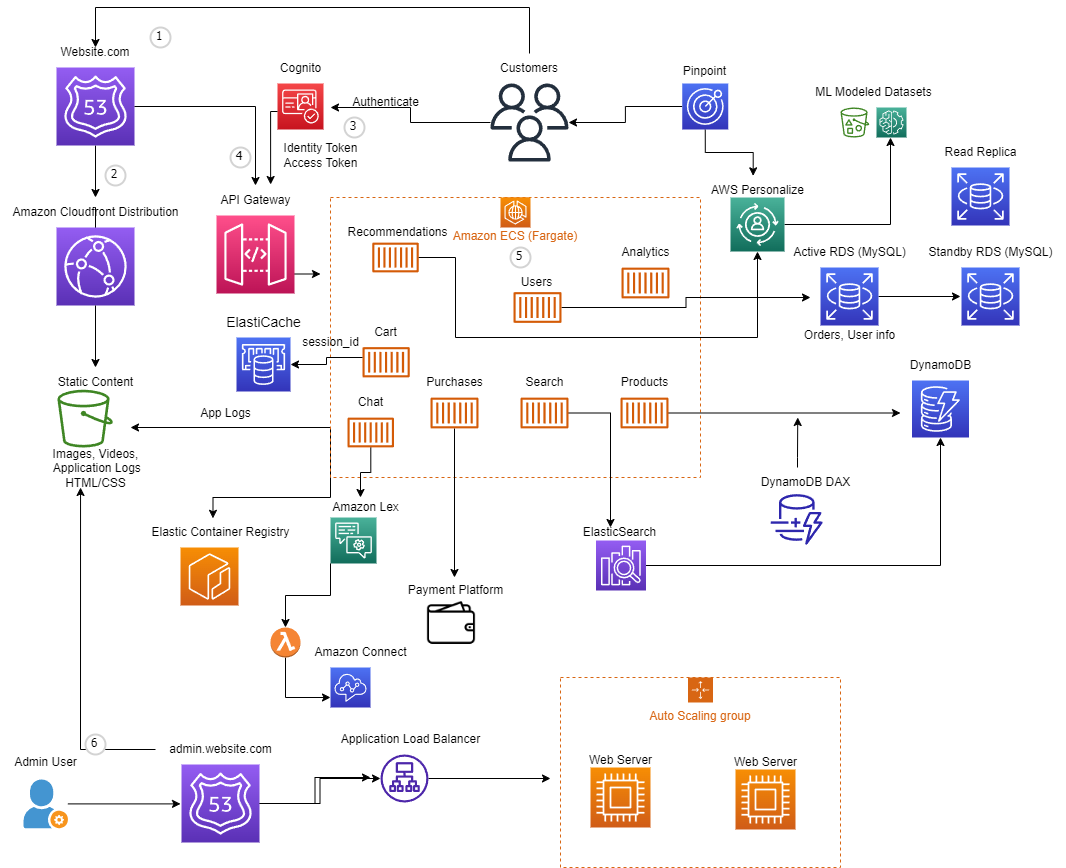 1
Website.com
53
2
Amazon Cloudfront Distribution
Cognito
Authenticate
3
Identity Token
Access Token
4
API Gateway
Customers
Pinpoint
ML Modeled Datasets
Read Replica
AWS Personalize
Active RDS (MySQL)
Standby RDS (MySQL)
Orders, User info
Amazon ECS (Fargate)
5
Recommendations
Analytics
Users
ElastiCache
session_id
Cart
Purchases
Search
Products
Chat
DynamoDB
DynamoDB DAX
Static Content
App Logs
Images, Videos,
Application Logs
HTML/CSS
Elastic Container Registry
Amazon Lex
ElasticSearch
Payment Platform
Amazon Connect
Auto Scaling group
Web Server
Web Server
Application Load Balancer
6
admin.website.com
53
Admin User